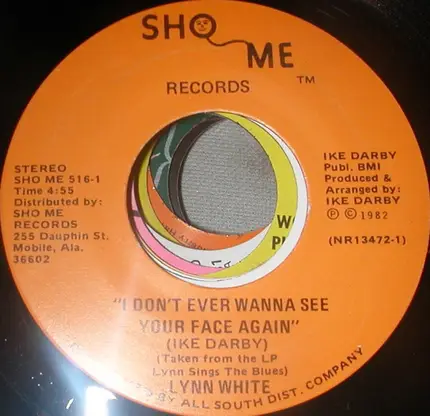 SHO ME
RECORDS
TM
STEREO
SHO ME 516-1
Time 4:55
Distributed by:
SHO ME
RECORDS
255 Dauphin St.
Mobile, Ala.
36602
IKE DARBY
Publ. BMI
Produced &
Arranged by:
IKE DARBY
Ⓟ © 1982
(NR13472-1)
"I DON'T EVER WANNA SEE
YOUR FACE AGAIN"
(IKE DARBY)
(Taken from the LP
Lynn Sings The Blues)
LYNN WHITE
BY ALL SOUTH DIST. COMPANY